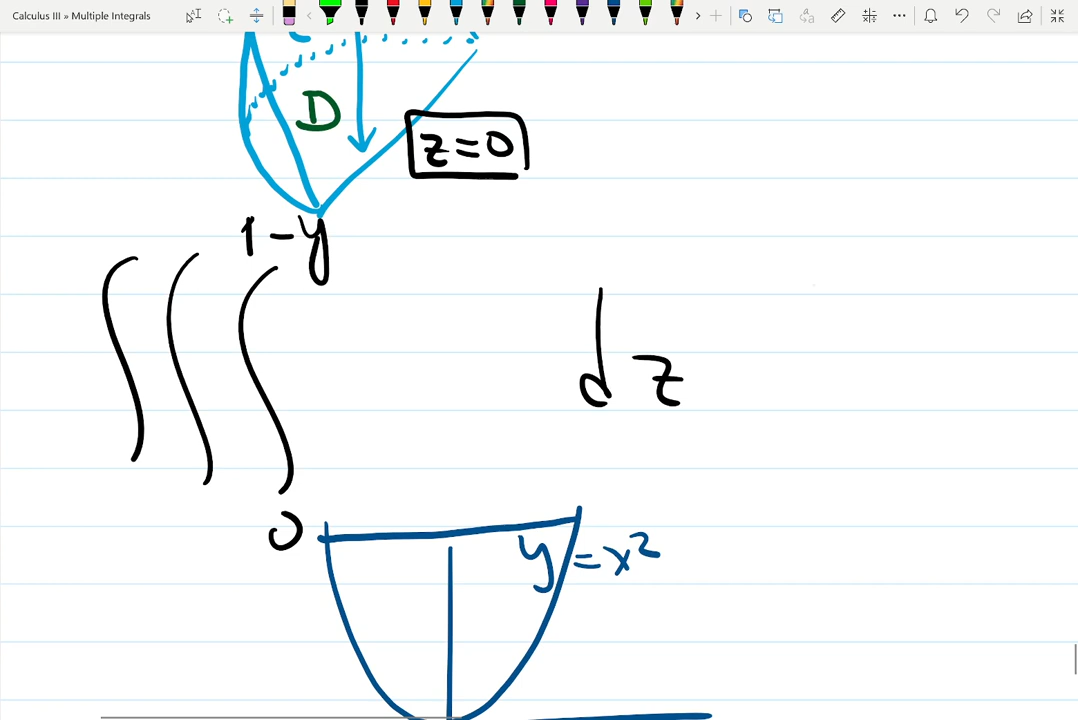 Calculus III » Multiple Integrals
D
z=0
1-y
∫∫∫ dz
0
y=x²